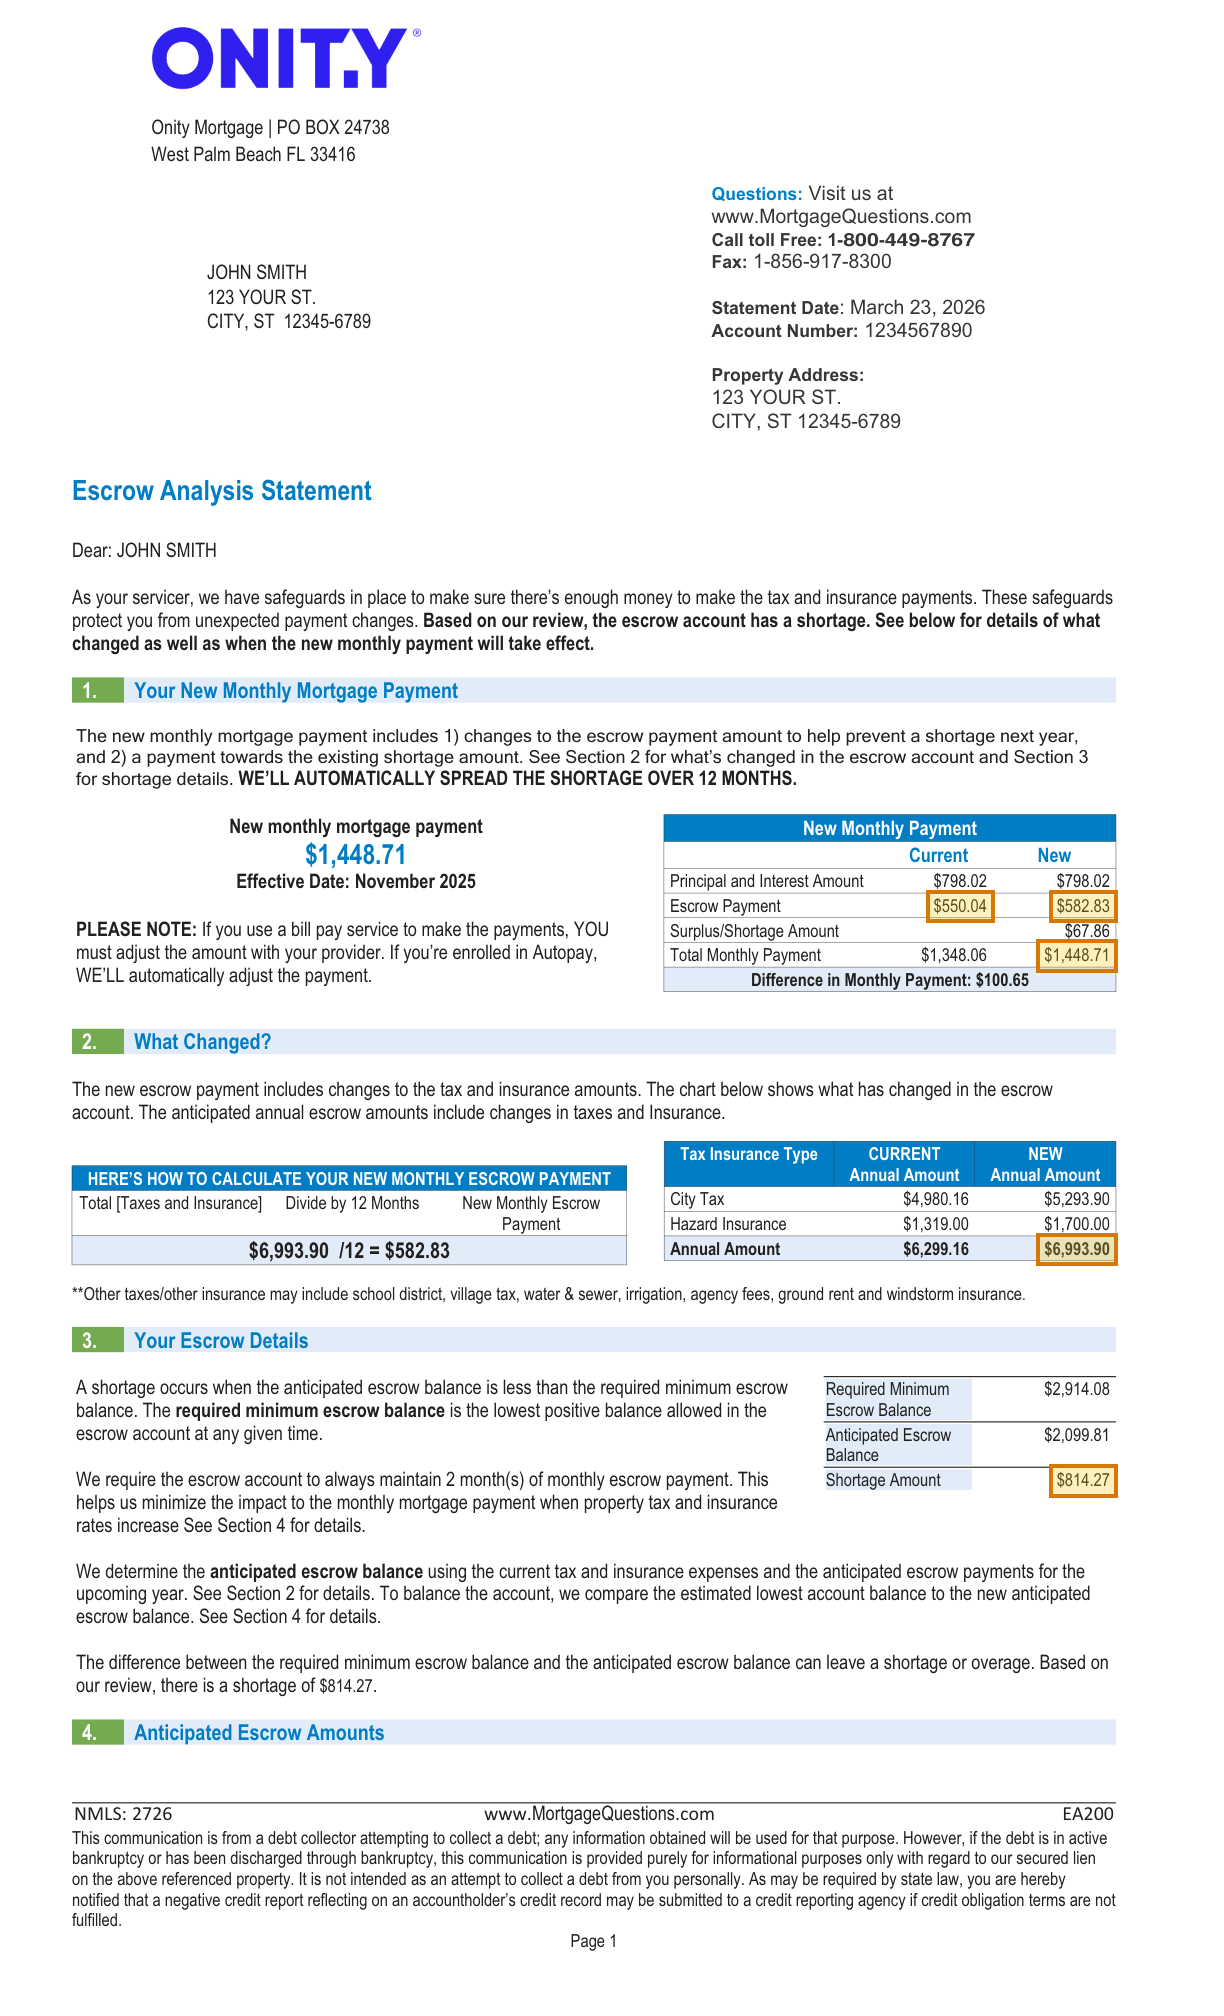 ONITY®
Onity Mortgage | PO BOX 24738
West Palm Beach FL 33416
Questions: Visit us at
www.MortgageQuestions.com
Call toll Free: 1-800-449-8767
Fax: 1-856-917-8300
JOHN SMITH
123 YOUR ST.
CITY, ST 12345-6789
Statement Date: March 23, 2026
Account Number: 1234567890
Property Address:
123 YOUR ST.
CITY, ST 12345-6789
Escrow Analysis Statement
Dear: JOHN SMITH
As your servicer, we have safeguards in place to make sure there's enough money to make the tax and insurance payments. These safeguards
protect you from unexpected payment changes. Based on our review, the escrow account has a shortage. See below for details of what
changed as well as when the new monthly payment will take effect.
1. Your New Monthly Mortgage Payment
The new monthly mortgage payment includes 1) changes to the escrow payment amount to help prevent a shortage next year,
and 2) a payment towards the existing shortage amount. See Section 2 for what's changed in the escrow account and Section 3
for shortage details. WE'LL AUTOMATICALLY SPREAD THE SHORTAGE OVER 12 MONTHS.
New monthly mortgage payment
$1,448.71
Effective Date: November 2025
PLEASE NOTE: If you use a bill pay service to make the payments, YOU
must adjust the amount with your provider. If you're enrolled in Autopay,
WE'LL automatically adjust the payment.
New Monthly Payment
Current New
Principal and Interest Amount $798.02 $798.02
Escrow Payment $550.04 $582.83
Surplus/Shortage Amount $67.86
Total Monthly Payment $1,348.06 $1,448.71
Difference in Monthly Payment: $100.65
2. What Changed?
The new escrow payment includes changes to the tax and insurance amounts. The chart below shows what has changed in the escrow
account. The anticipated annual escrow amounts include changes in taxes and Insurance.
HERE'S HOW TO CALCULATE YOUR NEW MONTHLY ESCROW PAYMENT
Total [Taxes and Insurance] Divide by 12 Months New Monthly Escrow
Payment
$6,993.90 /12 = $582.83
Tax Insurance Type CURRENT NEW
Annual Amount Annual Amount
City Tax $4,980.16 $5,293.90
Hazard Insurance $1,319.00 $1,700.00
Annual Amount $6,299.16 $6,993.90
**Other taxes/other insurance may include school district, village tax, water & sewer, irrigation, agency fees, ground rent and windstorm insurance.
3. Your Escrow Details
A shortage occurs when the anticipated escrow balance is less than the required minimum escrow
balance. The required minimum escrow balance is the lowest positive balance allowed in the
escrow account at any given time.
We require the escrow account to always maintain 2 month(s) of monthly escrow payment. This
helps us minimize the impact to the monthly mortgage payment when property tax and insurance
rates increase See Section 4 for details.
Required Minimum $2,914.08
Escrow Balance
Anticipated Escrow $2,099.81
Balance
Shortage Amount $814.27
We determine the anticipated escrow balance using the current tax and insurance expenses and the anticipated escrow payments for the
upcoming year. See Section 2 for details. To balance the account, we compare the estimated lowest account balance to the new anticipated
escrow balance. See Section 4 for details.
The difference between the required minimum escrow balance and the anticipated escrow balance can leave a shortage or overage. Based on
our review, there is a shortage of $814.27.
4. Anticipated Escrow Amounts
NMLS: 2726 www.MortgageQuestions.com EA200
This communication is from a debt collector attempting to collect a debt; any information obtained will be used for that purpose. However, if the debt is in active
bankruptcy or has been discharged through bankruptcy, this communication is provided purely for informational purposes only with regard to our secured lien
on the above referenced property. It is not intended as an attempt to collect a debt from you personally. As may be required by state law, you are hereby
notified that a negative credit report reflecting on an accountholder's credit record may be submitted to a credit reporting agency if credit obligation terms are not
fulfilled.
Page 1